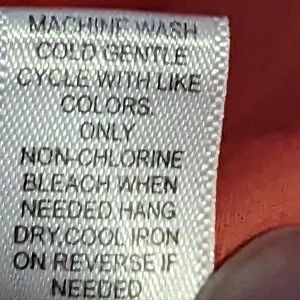 MACHINE WASH
COLD GENTLE
CYCLE WITH LIKE
COLORS.
ONLY
NON-CHLORINE
BLEACH WHEN
NEEDED HANG
DRY.COOL IRON
ON REVERSE IF
NEEDED